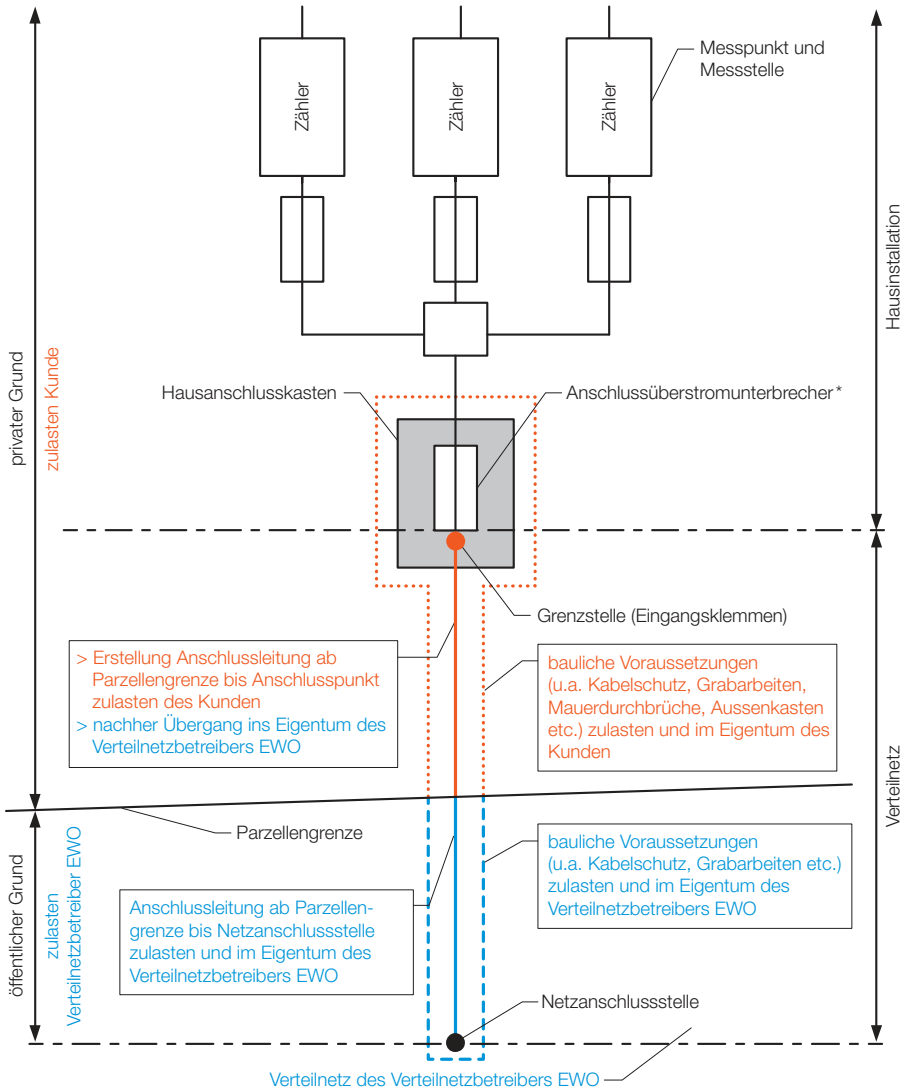 Messpunkt und
Messstelle
Zähler
Zähler
Zähler
Hausinstallation
privater Grund
zulasten Kunde
Hausanschlusskasten
Anschlussüberstromunterbrecher*
Grenzstelle (Eingangsklemmen)
> Erstellung Anschlussleitung ab
Parzellengrenze bis Anschlusspunkt
zulasten des Kunden
> nachher Übergang ins Eigentum des
Verteilnetzbetreibers EWO
bauliche Voraussetzungen
(u.a. Kabelschutz, Grabarbeiten,
Mauerdurchbrüche, Aussenkasten
etc.) zulasten und im Eigentum des
Kunden
Verteilnetz
Parzellengrenze
öffentlicher Grund
zulasten
Verteilnetzbetreiber EWO
Anschlussleitung ab Parzellen-
grenze bis Netzanschlussstelle
zulasten und im Eigentum des
Verteilnetzbetreibers EWO
bauliche Voraussetzungen
(u.a. Kabelschutz, Grabarbeiten etc.)
zulasten und im Eigentum des
Verteilnetzbetreibers EWO
Netzanschlussstelle
Verteilnetz des Verteilnetzbetreibers EWO